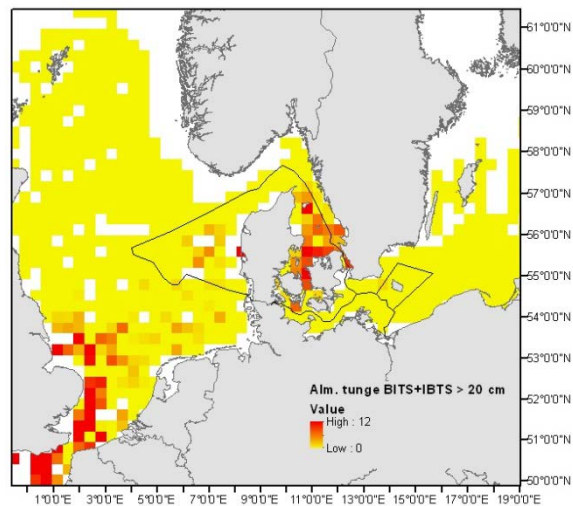 61°0'0"N
60°0'0"N
59°0'0"N
58°0'0"N
57°0'0"N
56°0'0"N
55°0'0"N
54°0'0"N
53°0'0"N
52°0'0"N
51°0'0"N
50°0'0"N
Alm. tunge BITS+IBTS > 20 cm
Value
High : 12
Low : 0
1°0'0"E 3°0'0"E 5°0'0"E 7°0'0"E 9°0'0"E 11°0'0"E 13°0'0"E 15°0'0"E 17°0'0"E 19°0'0"E